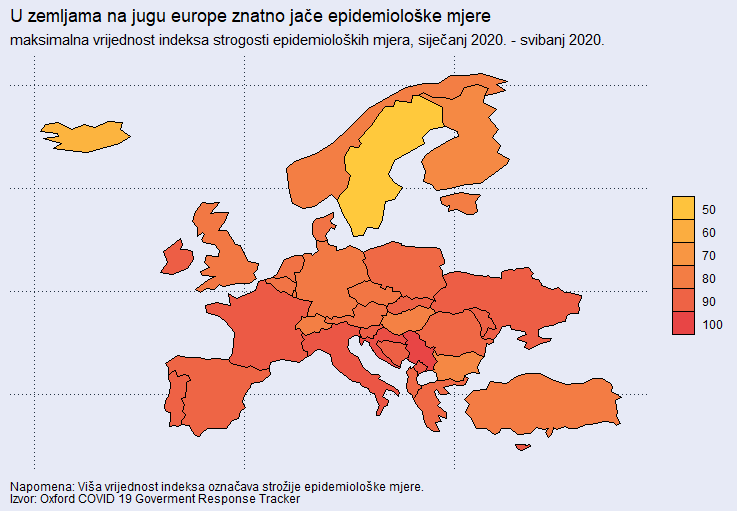 U zemljama na jugu europe znatno jače epidemiološke mjere
maksimalna vrijednost indeksa strogosti epidemioloških mjera, siječanj 2020. - svibanj 2020.
50
60
70
80
90
100
Napomena: Viša vrijednost indeksa označava strožije epidemiološke mjere.
Izvor: Oxford COVID 19 Goverment Response Tracker